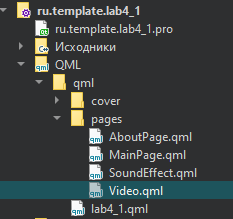 ru.template.lab4_1
ru.template.lab4_1.pro
Исходники
QML
qml
cover
pages
AboutPage.qml
MainPage.qml
SoundEffect.qml
Video.qml
lab4_1.qml